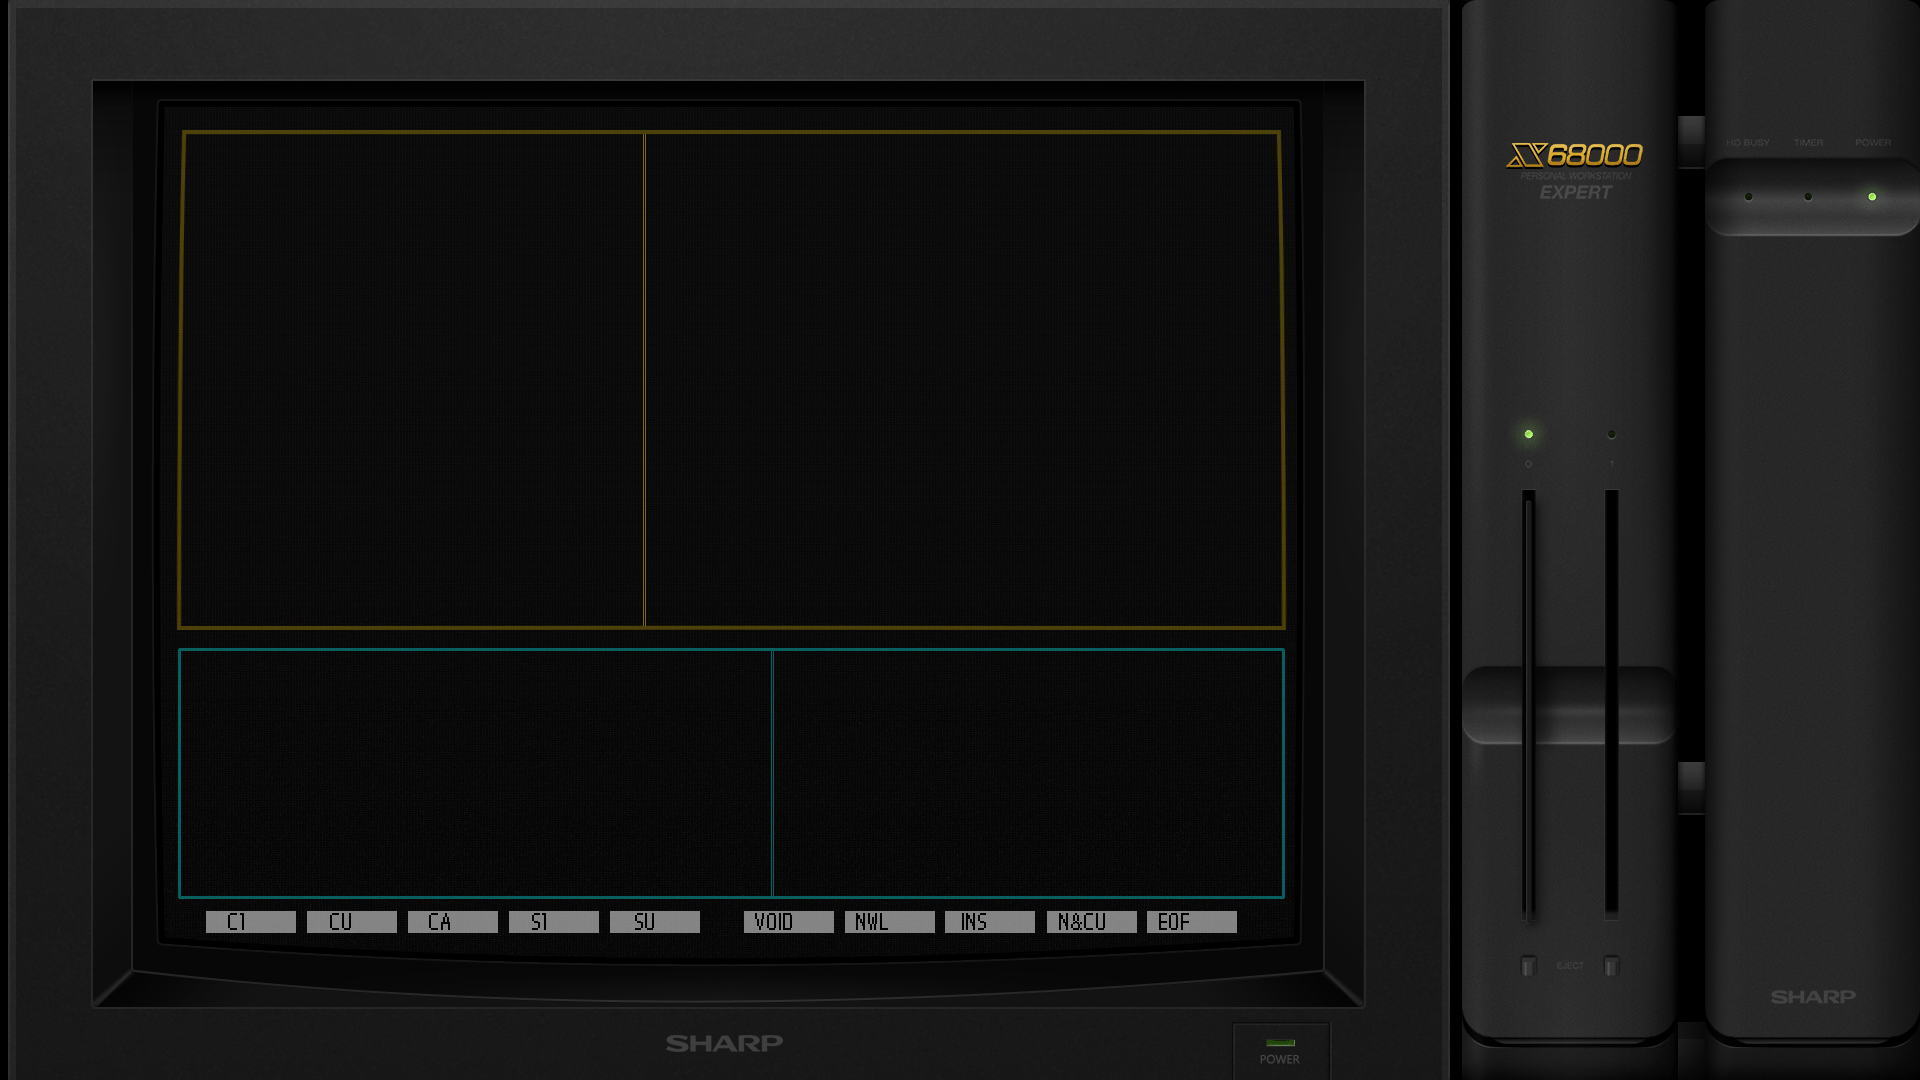 X68000
PERSONAL WORKSTATION
EXPERT
HD BUSY TIMER POWER
0 1
C1 CU CA S1 SU VOID NWL INS N&CU EOF
EJECT
SHARP
SHARP
POWER